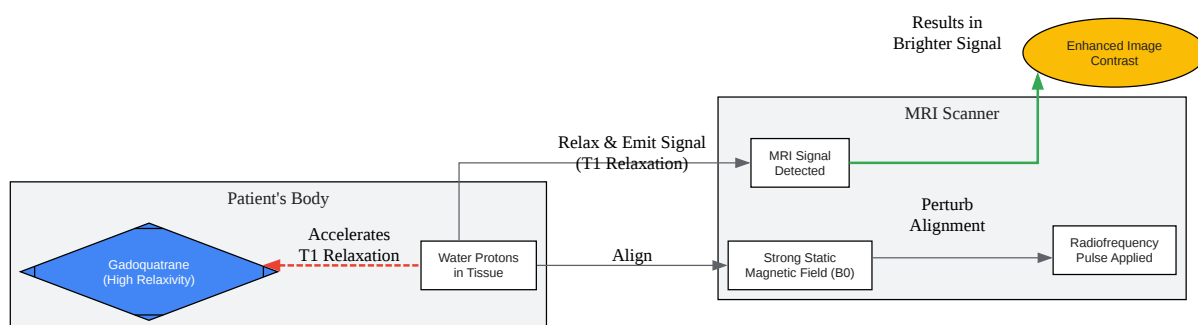 Results in
Brighter Signal
Enhanced Image
Contrast
MRI Scanner
Relax & Emit Signal
(T1 Relaxation)
MRI Signal
Detected
Patient's Body
Perturb
Alignment
Accelerates
T1 Relaxation
Gadoquatrane
(High Relaxivity)
Water Protons
in Tissue
Align
Strong Static
Magnetic Field (B0)
Radiofrequency
Pulse Applied